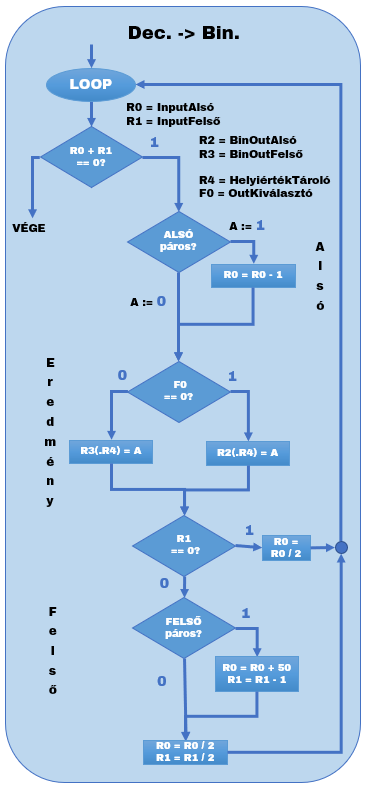 Dec. -> Bin.
LOOP
R0 = InputAlsó
R1 = InputFelső
R0 + R1
== 0?
1
R2 = BinOutAlsó
R3 = BinOutFelső
R4 = HelyiértékTároló
F0 = OutKiválasztó
VÉGE
ALSÓ
páros?
A := 1
R0 = R0 - 1
Alsó
A := 0
Eredmény
F0
== 0?
0
1
R3(.R4) = A
R2(.R4) = A
R1
== 0?
1
R0 =
R0 / 2
0
Felső
FELSŐ
páros?
1
0
R0 = R0 + 50
R1 = R1 - 1
R0 = R0 / 2
R1 = R1 / 2